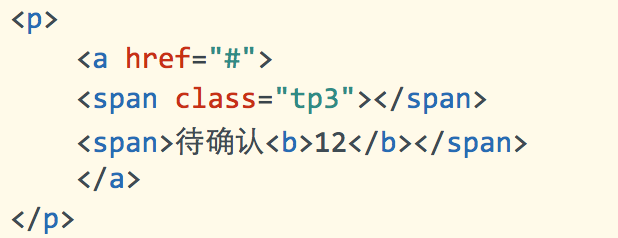 <p>
    <a href="#">
    <span class="tp3"></span>
    <span>待确认<b>12</b></span>
    </a>
</p>